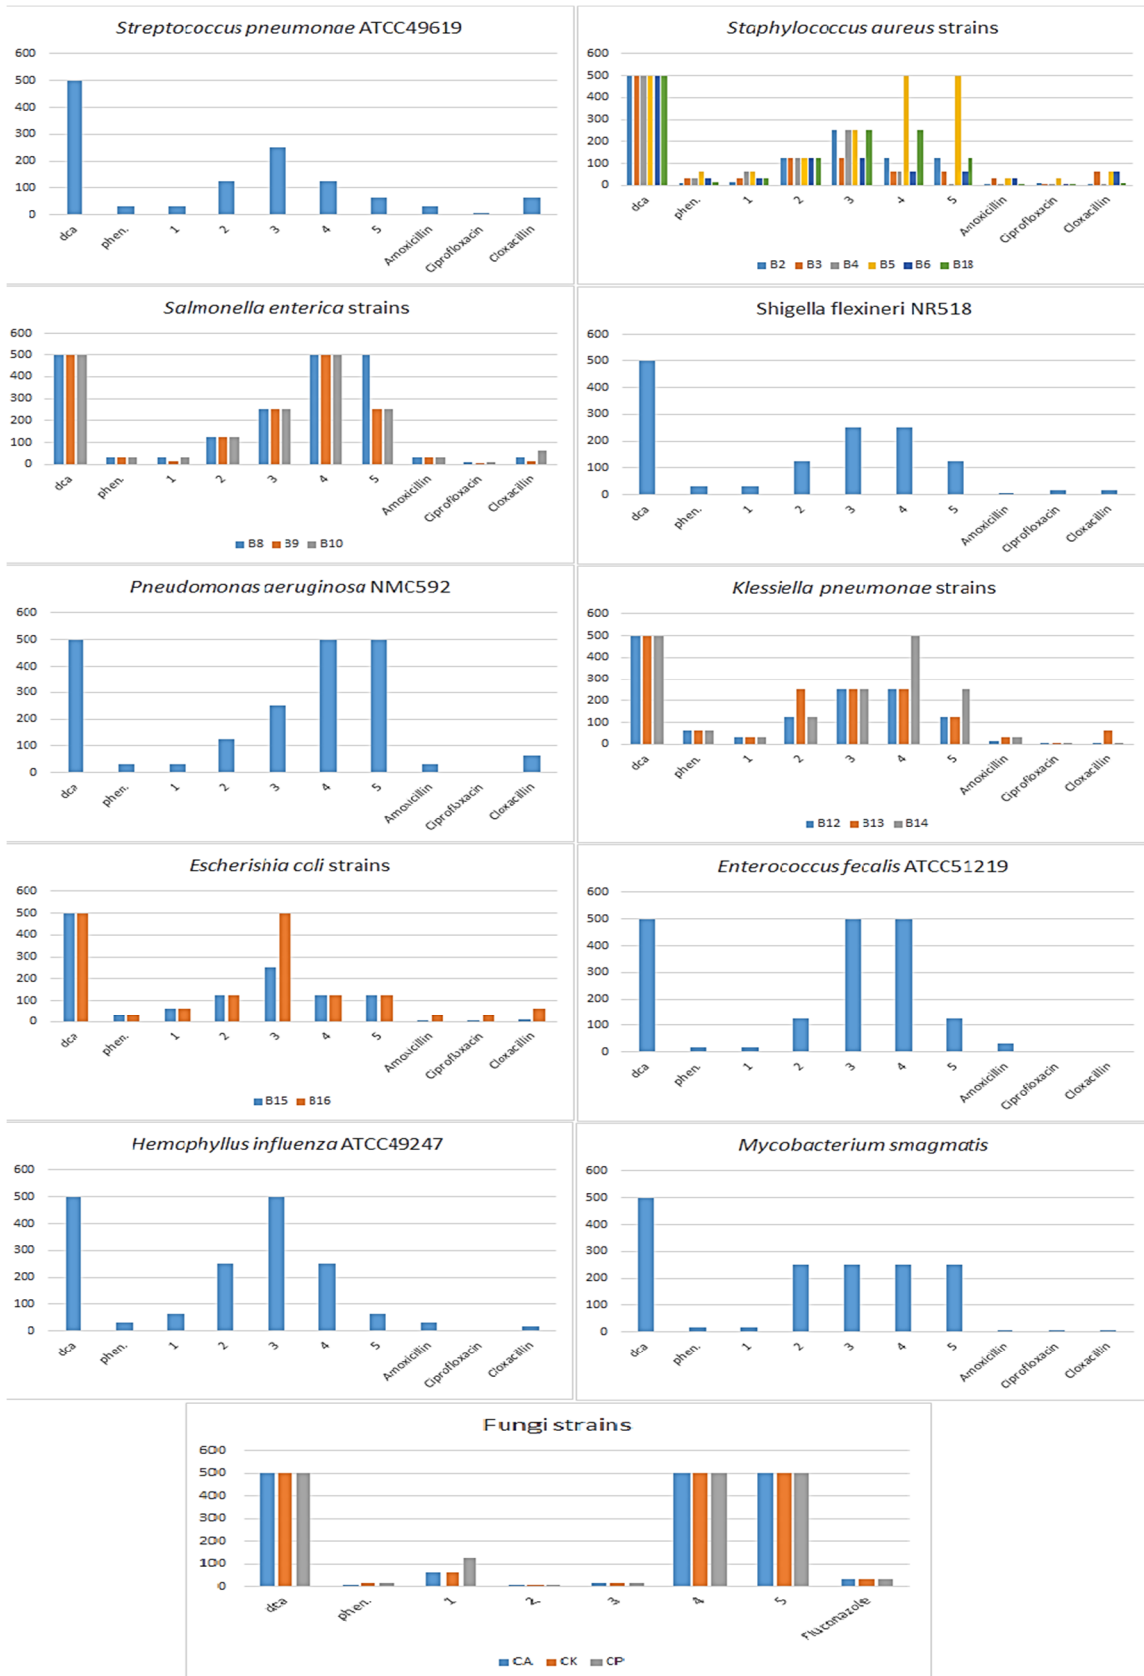 Streptococcus pneumonae ATCC49619
600
500
400
300
200
100
0
dca phen. 1 2 3 4 5 Amoxicillin Ciprofloxacin Cloxacillin
Staphylococcus aureus strains
600
500
400
300
200
100
0
dca phen. 1 2 3 4 5 Amoxicillin Ciprofloxacin Cloxacillin
B2 B3 B4 B5 B6 B18
Salmonella enterica strains
600
500
400
300
200
100
0
dca phen. 1 2 3 4 5 Amoxicillin Ciprofloxacin Cloxacillin
B8 B9 B10
Shigella flexineri NR518
600
500
400
300
200
100
0
dca phen. 1 2 3 4 5 Amoxicillin Ciprofloxacin Cloxacillin
Pneudomonas aeruginosa NMC592
600
500
400
300
200
100
0
dca phen. 1 2 3 4 5 Amoxicillin Ciprofloxacin Cloxacillin
Klessiella pneumonae strains
600
500
400
300
200
100
0
dca phen. 1 2 3 4 5 Amoxicillin Ciprofloxacin Cloxacillin
B12 B13 B14
Escherishia coli strains
600
500
400
300
200
100
0
dca phen. 1 2 3 4 5 Amoxicillin Ciprofloxacin Cloxacillin
B15 B16
Enterococcus fecalis ATCC51219
600
500
400
300
200
100
0
dca phen. 1 2 3 4 5 Amoxicillin Ciprofloxacin Cloxacillin
Hemophyllus influenza ATCC49247
600
500
400
300
200
100
0
dca phen. 1 2 3 4 5 Amoxicillin Ciprofloxacin Cloxacillin
Mycobacterium smagmatis
600
500
400
300
200
100
0
dca phen. 1 2 3 4 5 Amoxicillin Ciprofloxacin Cloxacillin
Fungi strains
600
500
400
300
200
100
0
dca phen. 1 2 3 4 5 Fluconazole
CA CK CP